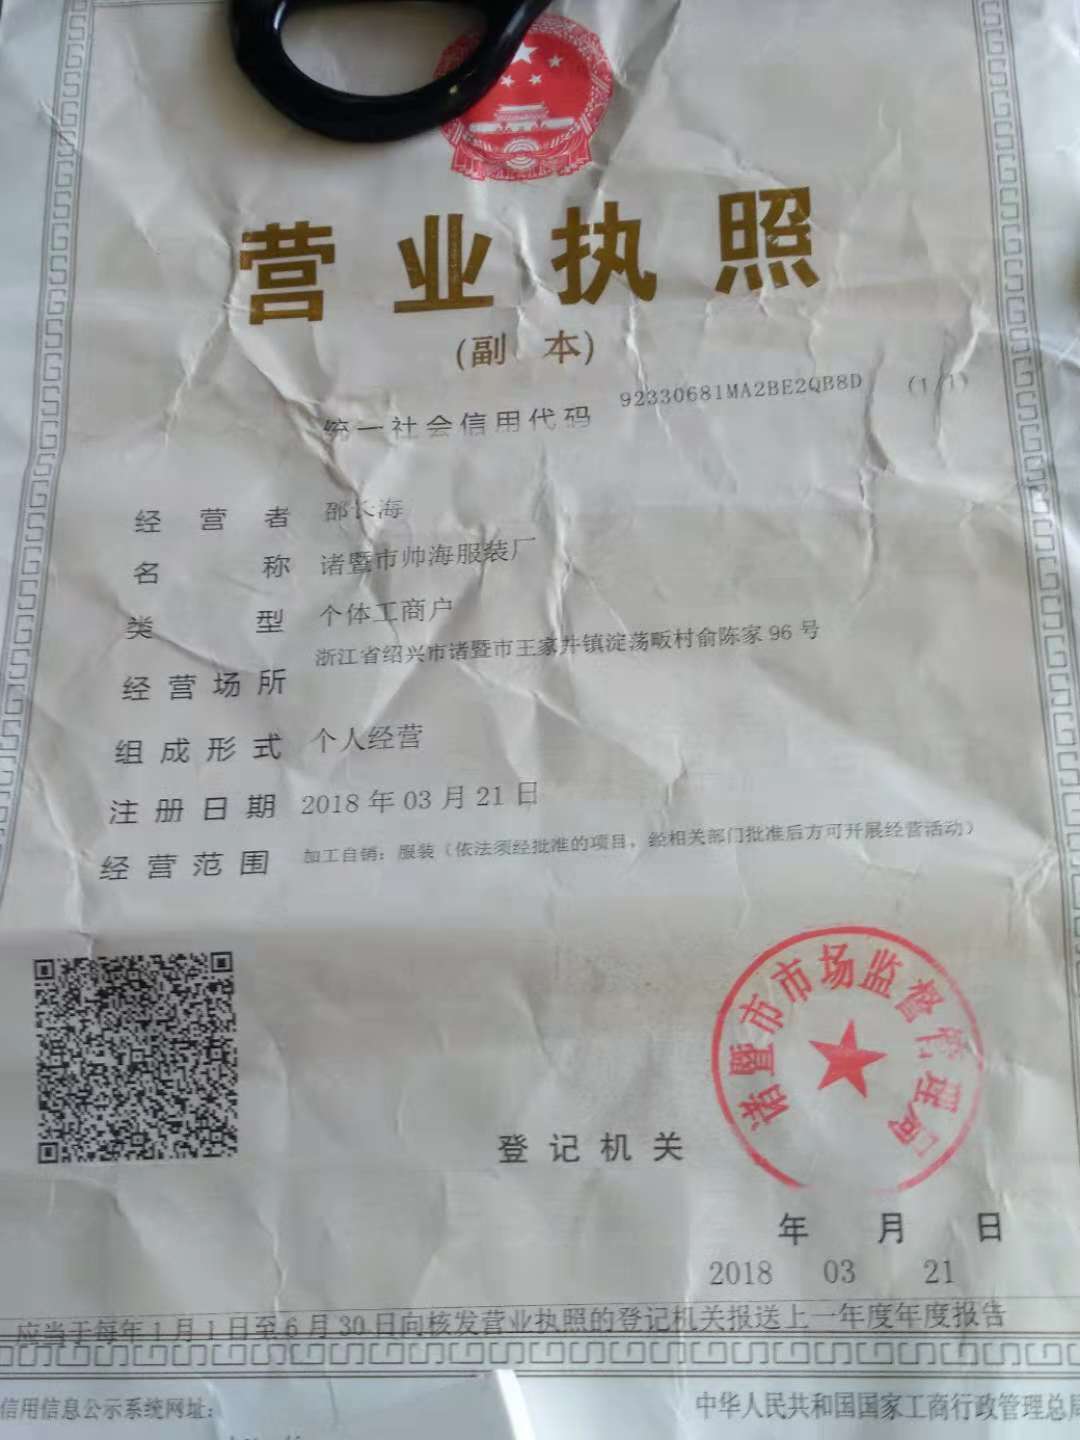 营业执照
(副 本)
统一社会信用代码 92330681MA2BE2QB8D (1/1)
经营者 邵长海
名称 诸暨市帅海服装厂
类型 个体工商户
经营场所 浙江省绍兴市诸暨市王家井镇淀荡畈村俞陈家 96 号
组成形式 个人经营
注册日期 2018 年 03 月 21 日
经营范围 加工自销：服装（依法须经批准的项目，经相关部门批准后方可开展经营活动）
诸暨市市场监督管理局
登记机关
年 月 日
2018 03 21
应当于每年1月1日至6月30日向核发营业执照的登记机关报送上一年度年度报告
信用信息公示系统网址：
中华人民共和国国家工商行政管理总局